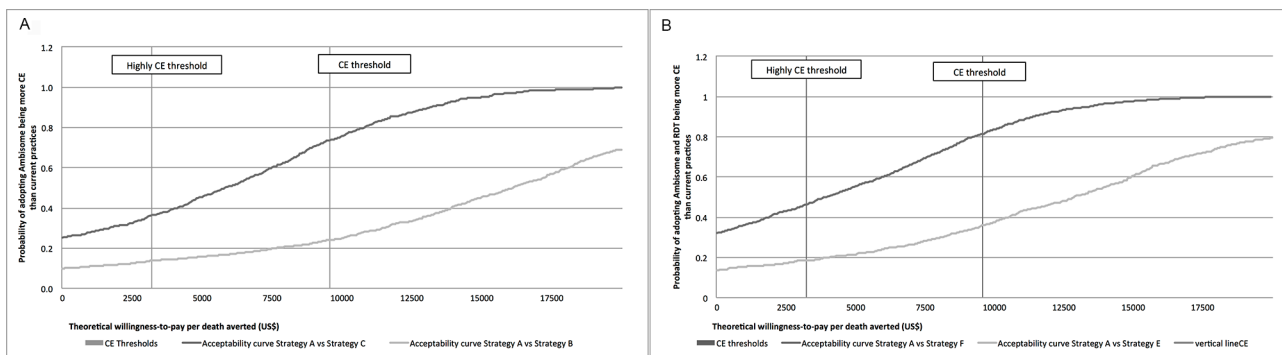 A
Probability of adopting Ambisome being more CE
than current practices
1.2
1.0
0.8
0.6
0.4
0.2
0.0
Highly CE threshold
CE threshold
0 2500 5000 7500 10000 12500 15000 17500
Theoretical willingness-to-pay per death averted (US$)
CE Thresholds Acceptability curve Strategy A vs Strategy C Acceptability curve Strategy A vs Strategy B
B
Probability of adopting Ambisome and RDT being more CE
than current practices
1.2
1
0.8
0.6
0.4
0.2
0
Highly CE threshold
CE threshold
0 2500 5000 7500 10000 12500 15000 17500
Theoretical willingness-to-pay per death averted (US$)
CE thresholds Acceptability curve Strategy A vs Strategy F Acceptability curve Strategy A vs Strategy E vertical lineCE